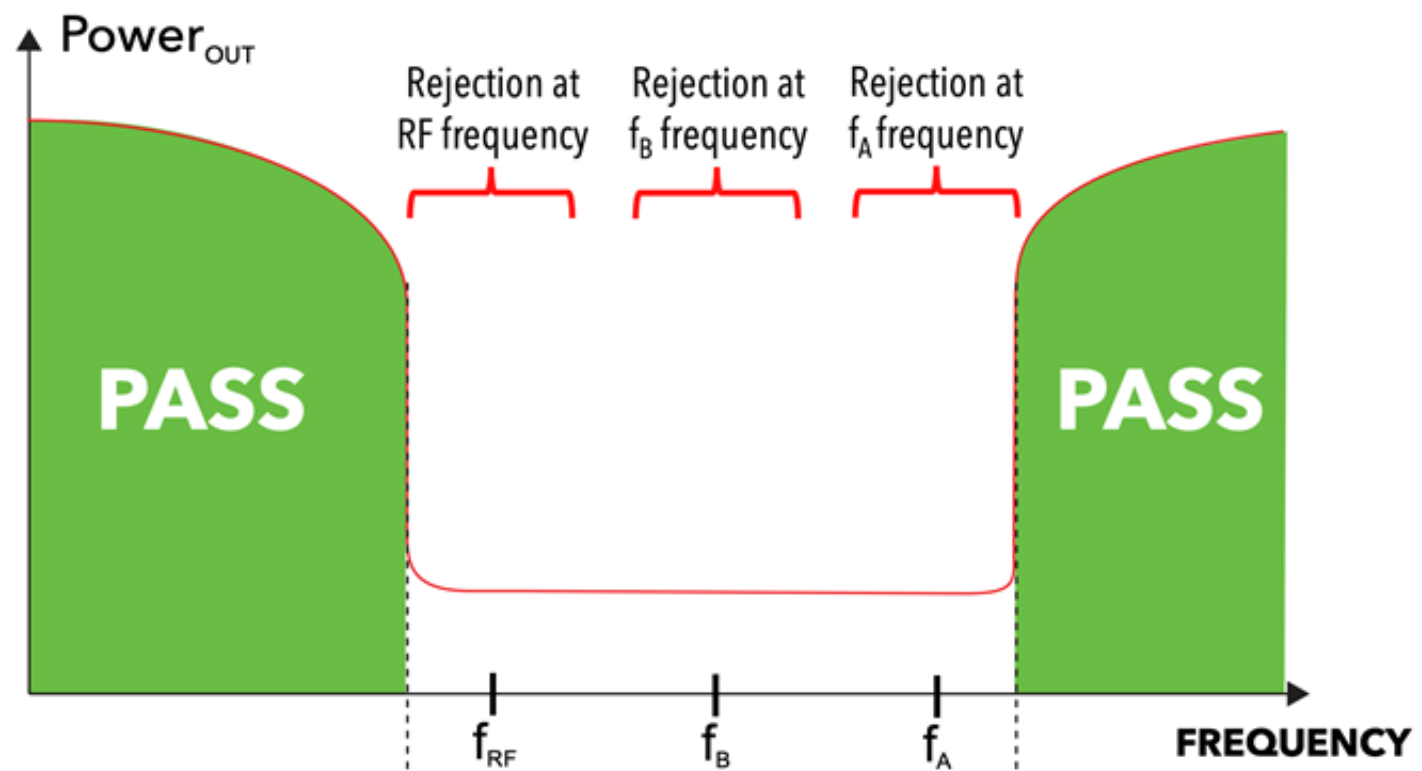 Power_OUT
Rejection at
RF frequency
Rejection at
f_B frequency
Rejection at
f_A frequency
PASS
PASS
f_RF
f_B
f_A
FREQUENCY